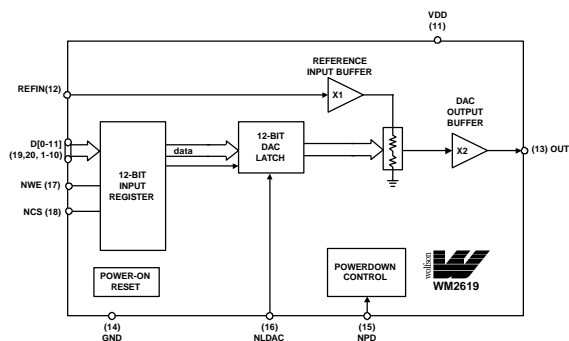 VDD
(11)
REFERENCE
INPUT BUFFER
REFIN(12)
X1
DAC
OUTPUT
BUFFER
D[0-11]
(19,20, 1-10)
12-BIT
INPUT
REGISTER
data
12-BIT
DAC
LATCH
X2
(13) OUT
NWE (17)
NCS (18)
POWER-ON
RESET
POWERDOWN
CONTROL
wolfson
WM2619
(14)
GND
(16)
NLDAC
(15)
NPD